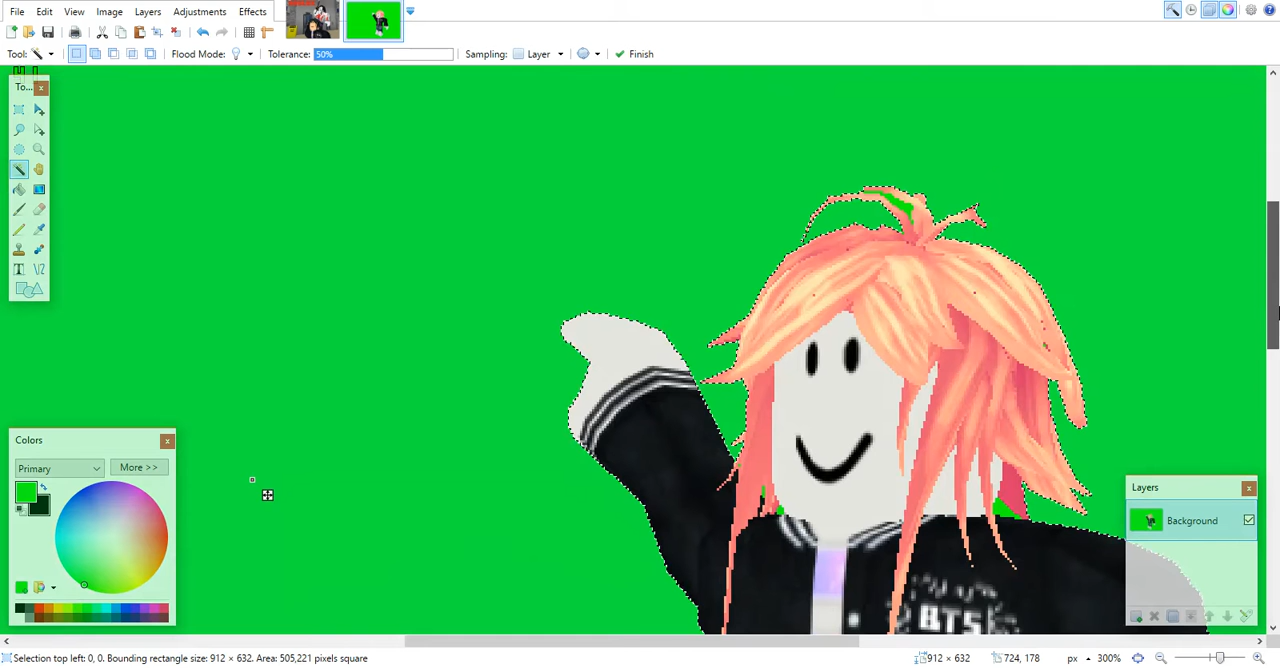 File Edit View Image Layers Adjustments Effects
Tool: Flood Mode: Tolerance: 50% Sampling: Layer Finish
To...
Colors
Primary More >>
BTS
Layers
Background
Selection top left: 0, 0. Bounding rectangle size: 912 × 632. Area: 505,221 pixels square 912 × 632 724, 178 px 300%